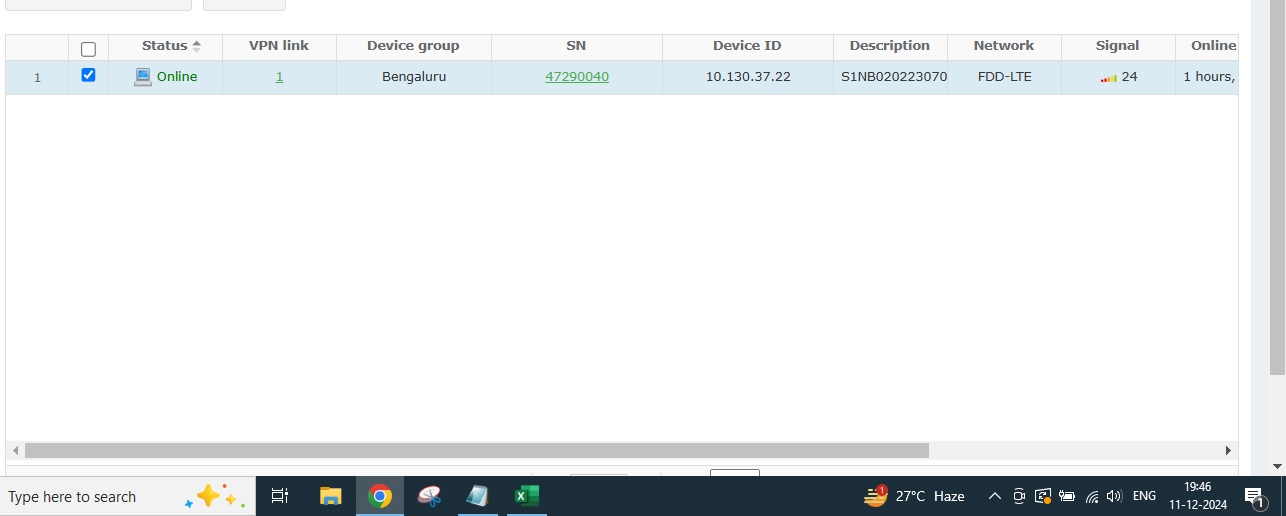 Status VPN link Device group SN Device ID Description Network Signal Online
1 Online 1 Bengaluru 47290040 10.130.37.22 S1NB020223070 FDD-LTE 24 1 hours,
Type here to search 1 27°C Haze ENG 19:46
11-12-2024 1